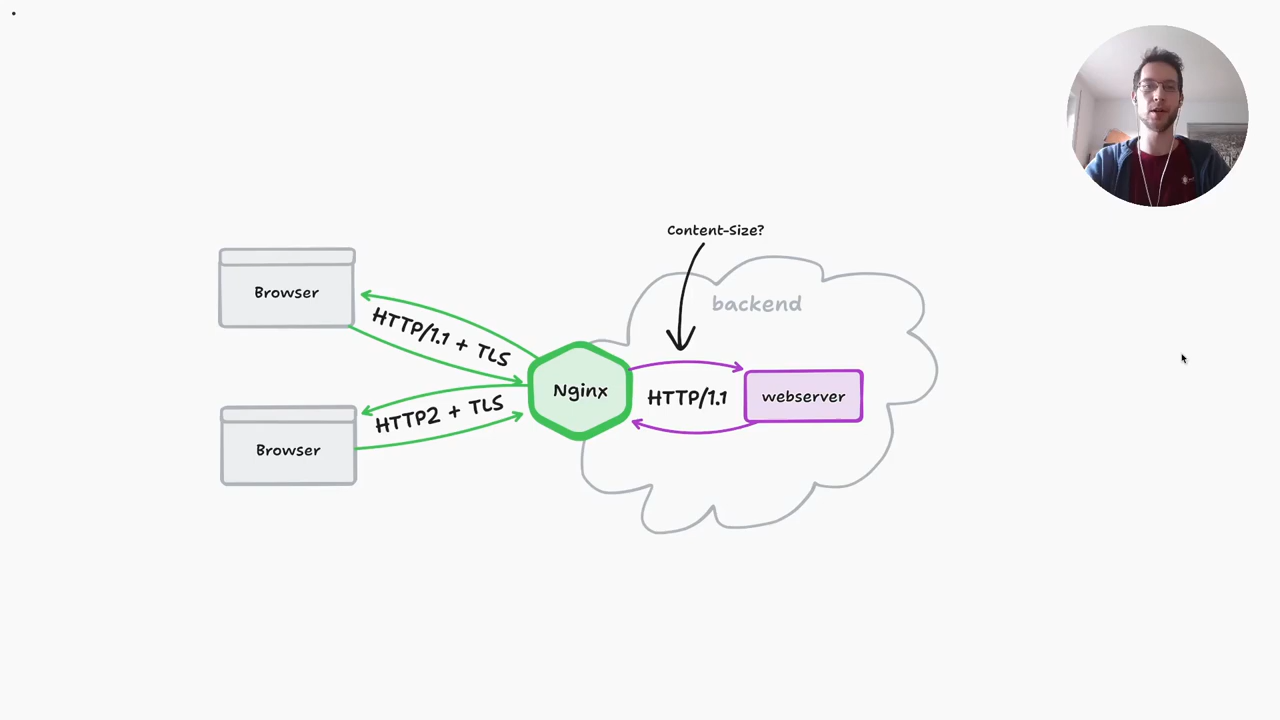 Content-Size?
backend
Browser
HTTP/1.1 + TLS
Nginx
HTTP/1.1
webserver
HTTP2 + TLS
Browser